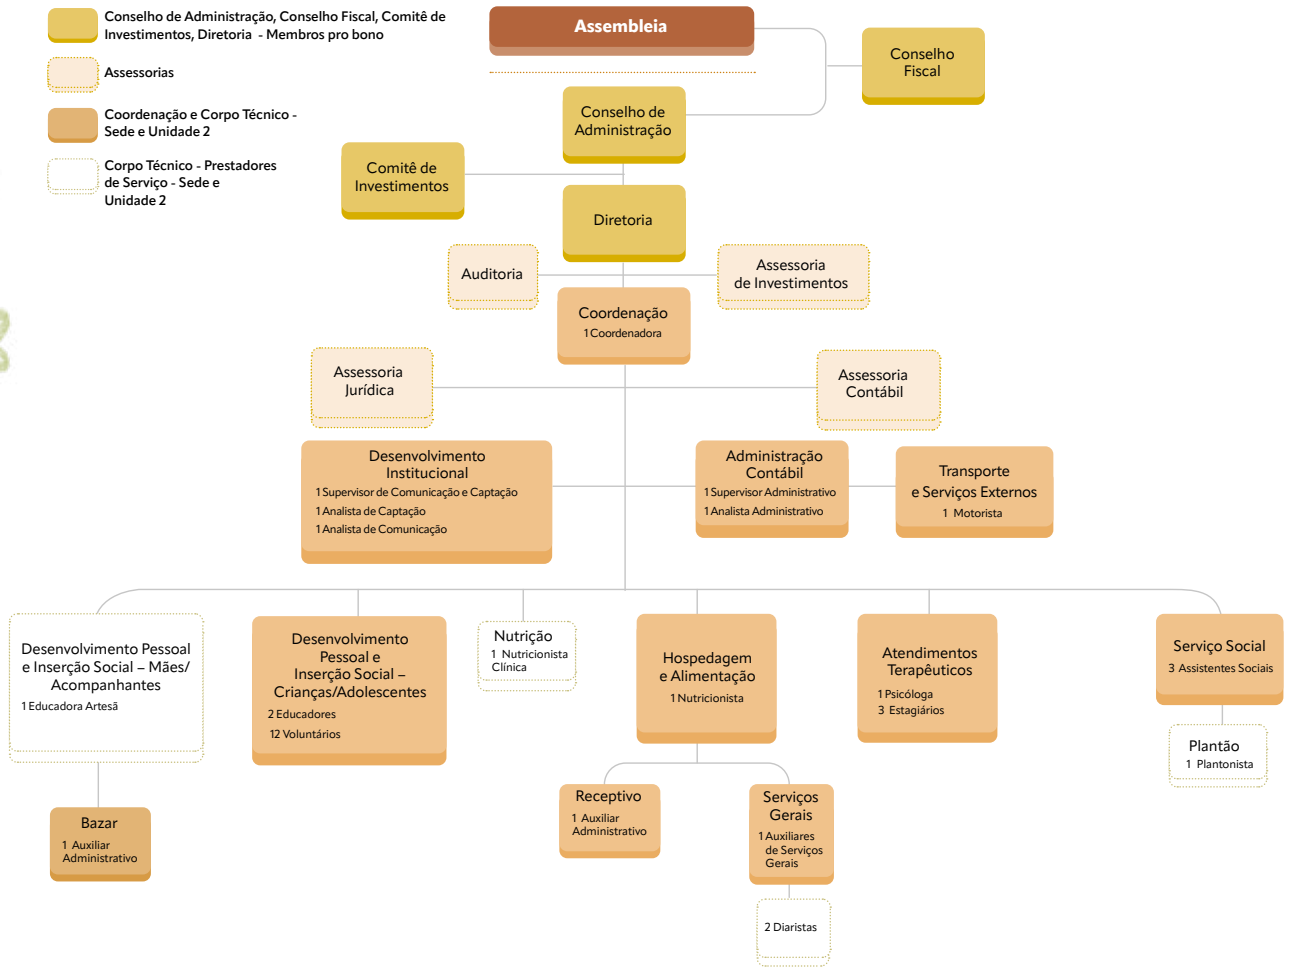 Conselho de Administração, Conselho Fiscal, Comitê de
Investimentos, Diretoria - Membros pro bono
Assessorias
Coordenação e Corpo Técnico -
Sede e Unidade 2
Corpo Técnico - Prestadores
de Serviço - Sede e
Unidade 2
Assembleia
Conselho
Fiscal
Conselho de
Administração
Comitê de
Investimentos
Diretoria
Auditoria
Assessoria
de Investimentos
Coordenação
1 Coordenadora
Assessoria
Jurídica
Assessoria
Contábil
Desenvolvimento
Institucional
1 Supervisor de Comunicação e Captação
1 Analista de Captação
1 Analista de Comunicação
Administração
Contábil
1 Supervisor Administrativo
1 Analista Administrativo
Transporte
e Serviços Externos
1 Motorista
Desenvolvimento Pessoal
e Inserção Social – Mães/
Acompanhantes
1 Educadora Artesã
Desenvolvimento
Pessoal e
Inserção Social –
Crianças/Adolescentes
2 Educadores
12 Voluntários
Nutrição
1 Nutricionista
Clínica
Hospedagem
e Alimentação
1 Nutricionista
Atendimentos
Terapêuticos
1 Psicóloga
3 Estagiários
Serviço Social
3 Assistentes Sociais
Plantão
1 Plantonista
Bazar
1 Auxiliar
Administrativo
Receptivo
1 Auxiliar
Administrativo
Serviços
Gerais
1 Auxiliares
de Serviços
Gerais
2 Diaristas